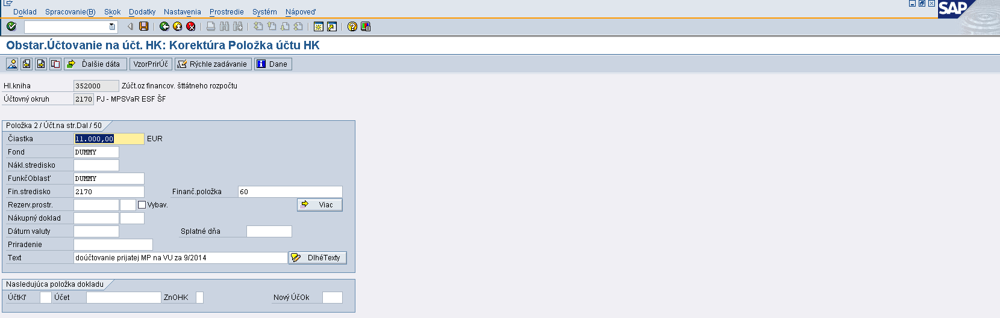 Doklad Spracovanie(B) Skok Dodatky Nastavenia Prostredie Systém Nápoveď
SAP
Obstar.Účtovanie na účt. HK: Korektúra Položka účtu HK
Ďalšie dáta VzorPrirÚč Rýchle zadávanie Dane
Hl.kniha 352000 Zúčt.oz financov. šttátneho rozpočtu
Účtovný okruh 2170 PJ - MPSVaR ESF ŠF
Položka 2 / Účt.na str.Dal / 50
Čiastka 11.000,00 EUR
Fond DUMMY
Nákl.stredisko
FunkčOblasť DUMMY
Fin.stredisko 2170 Finanč.položka 60
Rezerv.prostr. Vybav. Viac
Nákupný doklad
Dátum valuty Splatné dňa
Priradenie
Text doúčtovanie prijatej MP na VU za 9/2014 DlhéTexty
Nasledujúca položka dokladu
ÚčtKľ Účet ZnOHK Nový ÚčOk